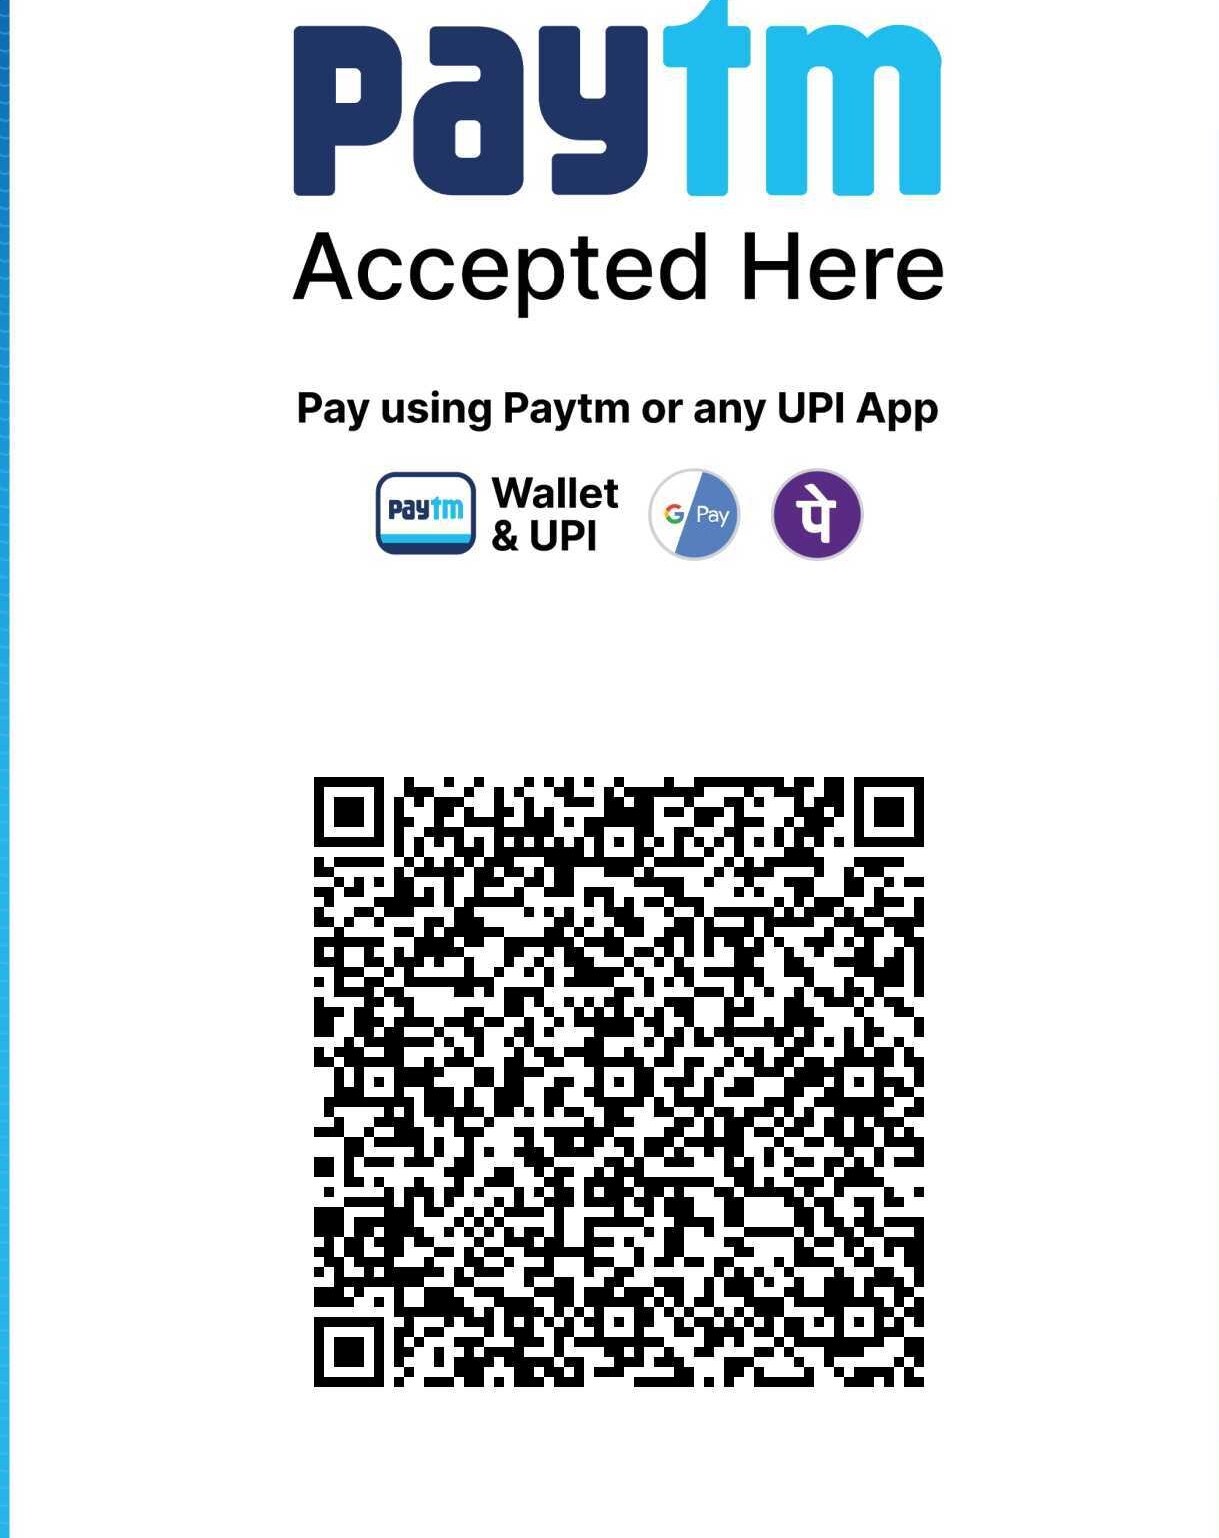 paytm
Accepted Here
Pay using Paytm or any UPI App
paytm
Wallet
& UPI
G Pay
पे